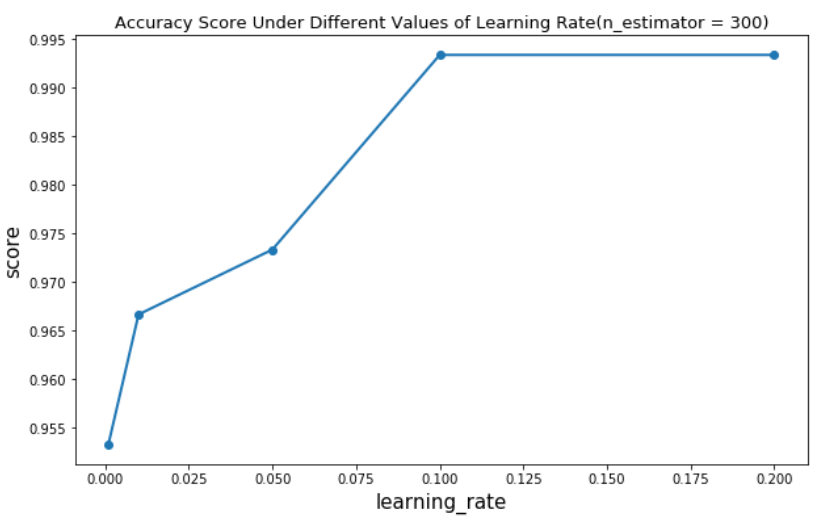 Accuracy Score Under Different Values of Learning Rate(n_estimator = 300)
0.995
0.990
0.985
0.980
0.975
0.970
0.965
0.960
0.955
score
0.000 0.025 0.050 0.075 0.100 0.125 0.150 0.175 0.200
learning_rate